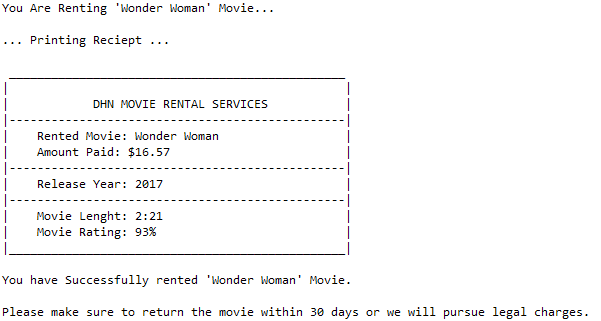 You Are Renting 'Wonder Woman' Movie...
... Printing Reciept ...
DHN MOVIE RENTAL SERVICES
Rented Movie: Wonder Woman
Amount Paid: $16.57
Release Year: 2017
Movie Lenght: 2:21
Movie Rating: 93%
You have Successfully rented 'Wonder Woman' Movie.
Please make sure to return the movie within 30 days or we will pursue legal charges.